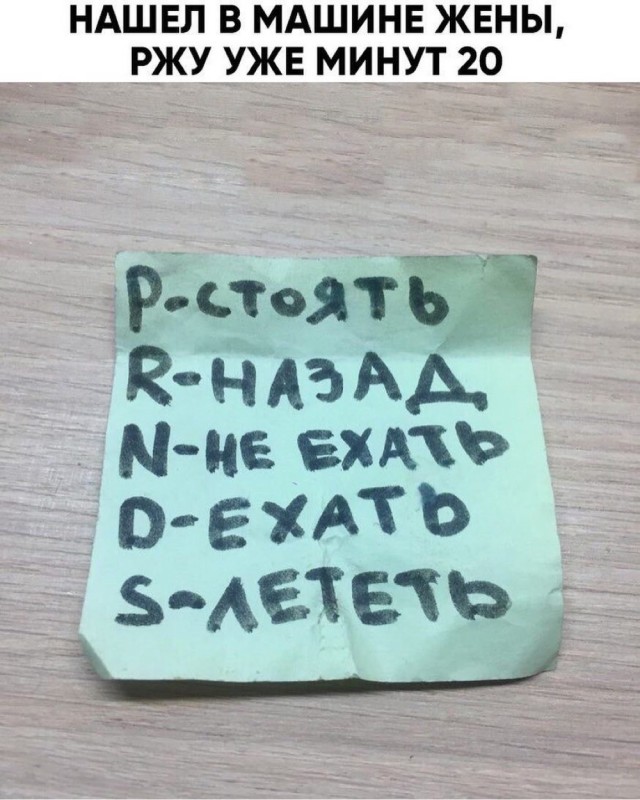 НАШЕЛ В МАШИНЕ ЖЕНЫ,
РЖУ УЖЕ МИНУТ 20
P-СТОЯТЬ
R-НАЗАД
N-НЕ ЕХАТЬ
D-ЕХАТЬ
S-ЛЕТЕТЬ